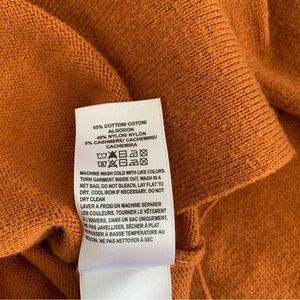 55% COTTON/ COTON/
ALGODON
40% NYLON/ NYLON/
5% CASHMERE/ CACHEMIRE/
CACHEMIRA
MACHINE WASH COLD WITH LIKE COLORS.
TURN GARMENT INSIDE OUT, WASH IN A
NET BAG, DO NOT BLEACH, LAY FLAT TO
DRY, COOL IRON IF NECESSARY, DO NOT
DRY CLEAN
LAVER À FROID EN MACHINE SEPARER
LES COULEURS, TOURNER LE VÊTEMENT
À L'ENVERS, DANS UN SAC UNIQUEMENT,
JAVELISER, SÉCHER À PLAT,
REPASSER À BASSE TEMPÉRATURE AU
BESOIN, NE PAS NETTOYER À SEC